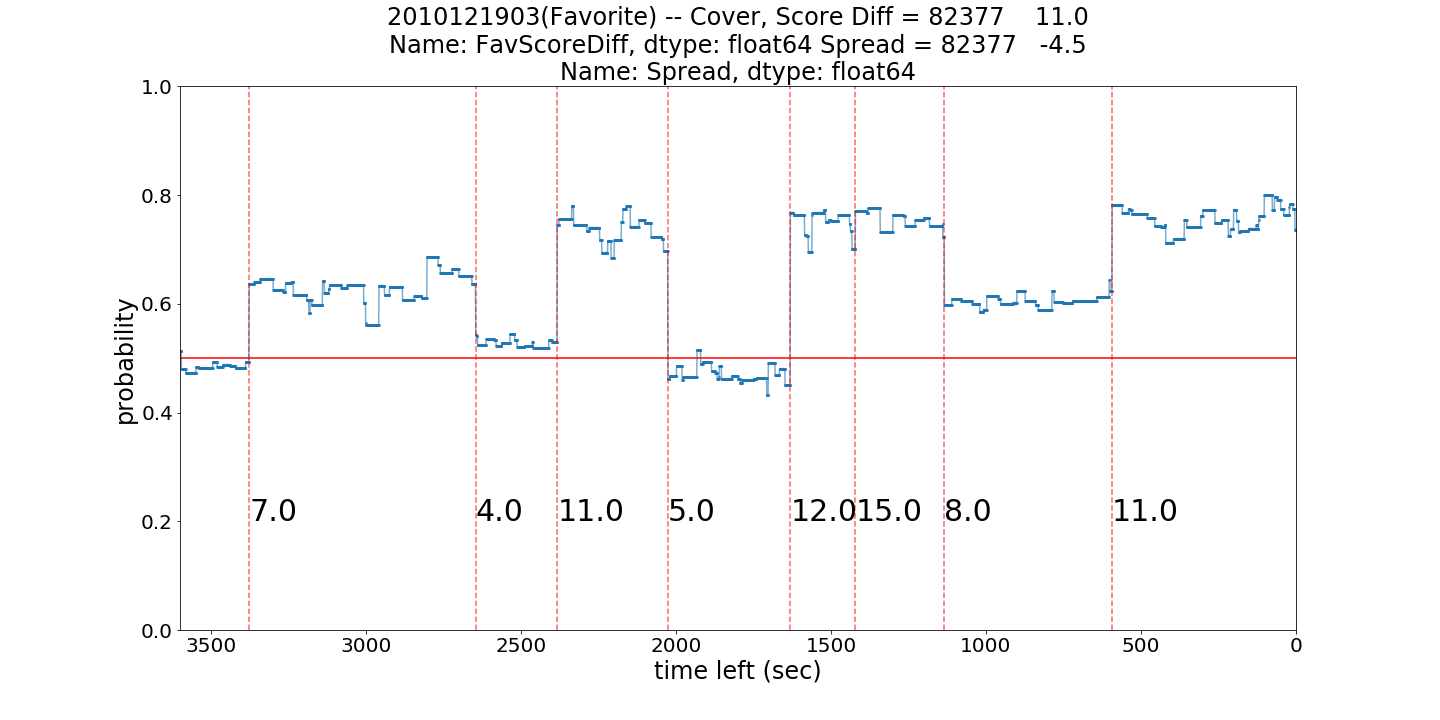 2010121903(Favorite) -- Cover, Score Diff = 82377    11.0
Name: FavScoreDiff, dtype: float64 Spread = 82377   -4.5
Name: Spread, dtype: float64
1.0
0.8
0.6
0.4
0.2
0.0
probability
7.0 4.0 11.0 5.0 12.0 15.0 8.0 11.0
3500 3000 2500 2000 1500 1000 500 0
time left (sec)